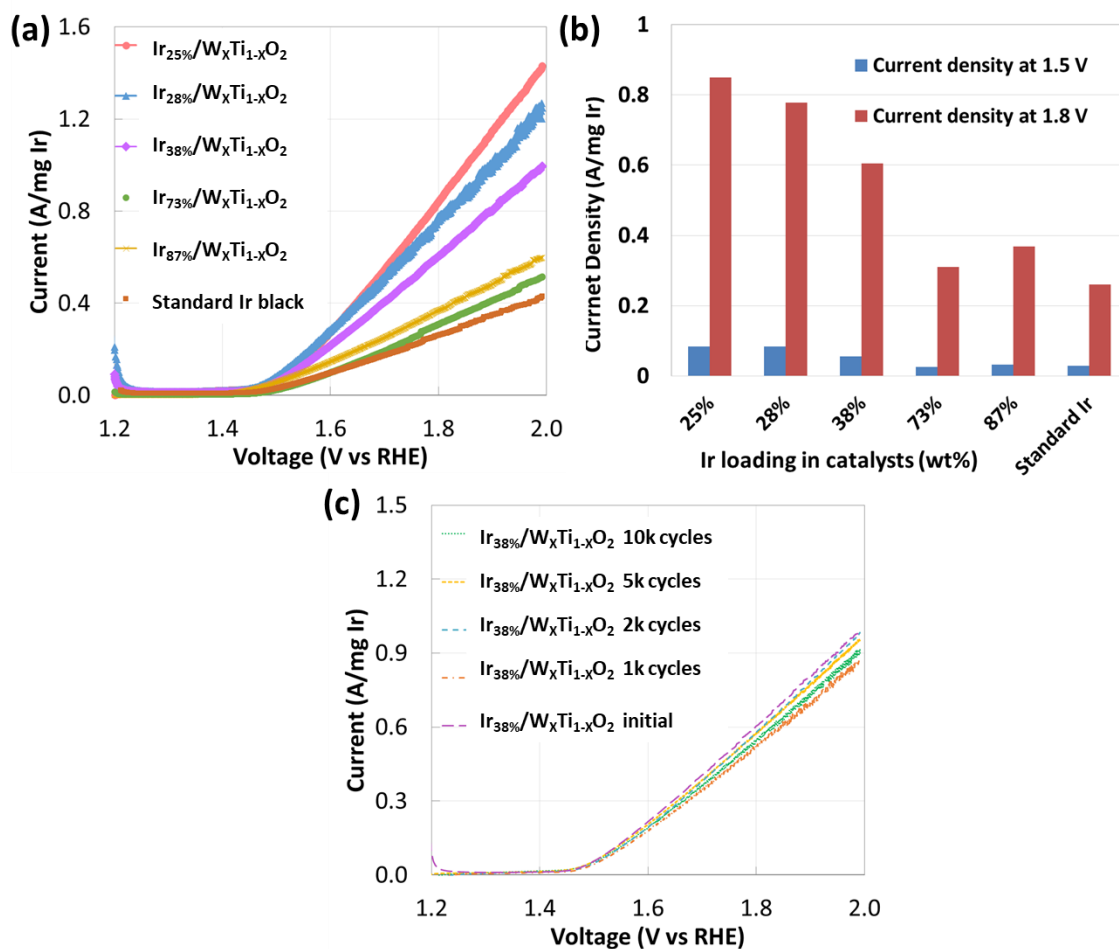 (a)
1.6
1.2
0.8
0.4
0.0
Current (A/mg Ir)
Ir25%/WXTi1-XO2
Ir28%/WXTi1-XO2
Ir38%/WXTi1-XO2
Ir73%/WXTi1-XO2
Ir87%/WXTi1-XO2
Standard Ir black
1.2 1.4 1.6 1.8 2.0
Voltage (V vs RHE)
(b)
1
0.8
0.6
0.4
0.2
0
Currnet Density (A/mg Ir)
Current density at 1.5 V
Current density at 1.8 V
25% 28% 38% 73% 87% Standard Ir
Ir loading in catalysts (wt%)
(c)
1.5
1.2
0.9
0.6
0.3
0.0
Current (A/mg Ir)
Ir38%/WXTi1-XO2 10k cycles
Ir38%/WXTi1-XO2 5k cycles
Ir38%/WXTi1-XO2 2k cycles
Ir38%/WXTi1-XO2 1k cycles
Ir38%/WXTi1-XO2 initial
1.2 1.4 1.6 1.8 2.0
Voltage (V vs RHE)